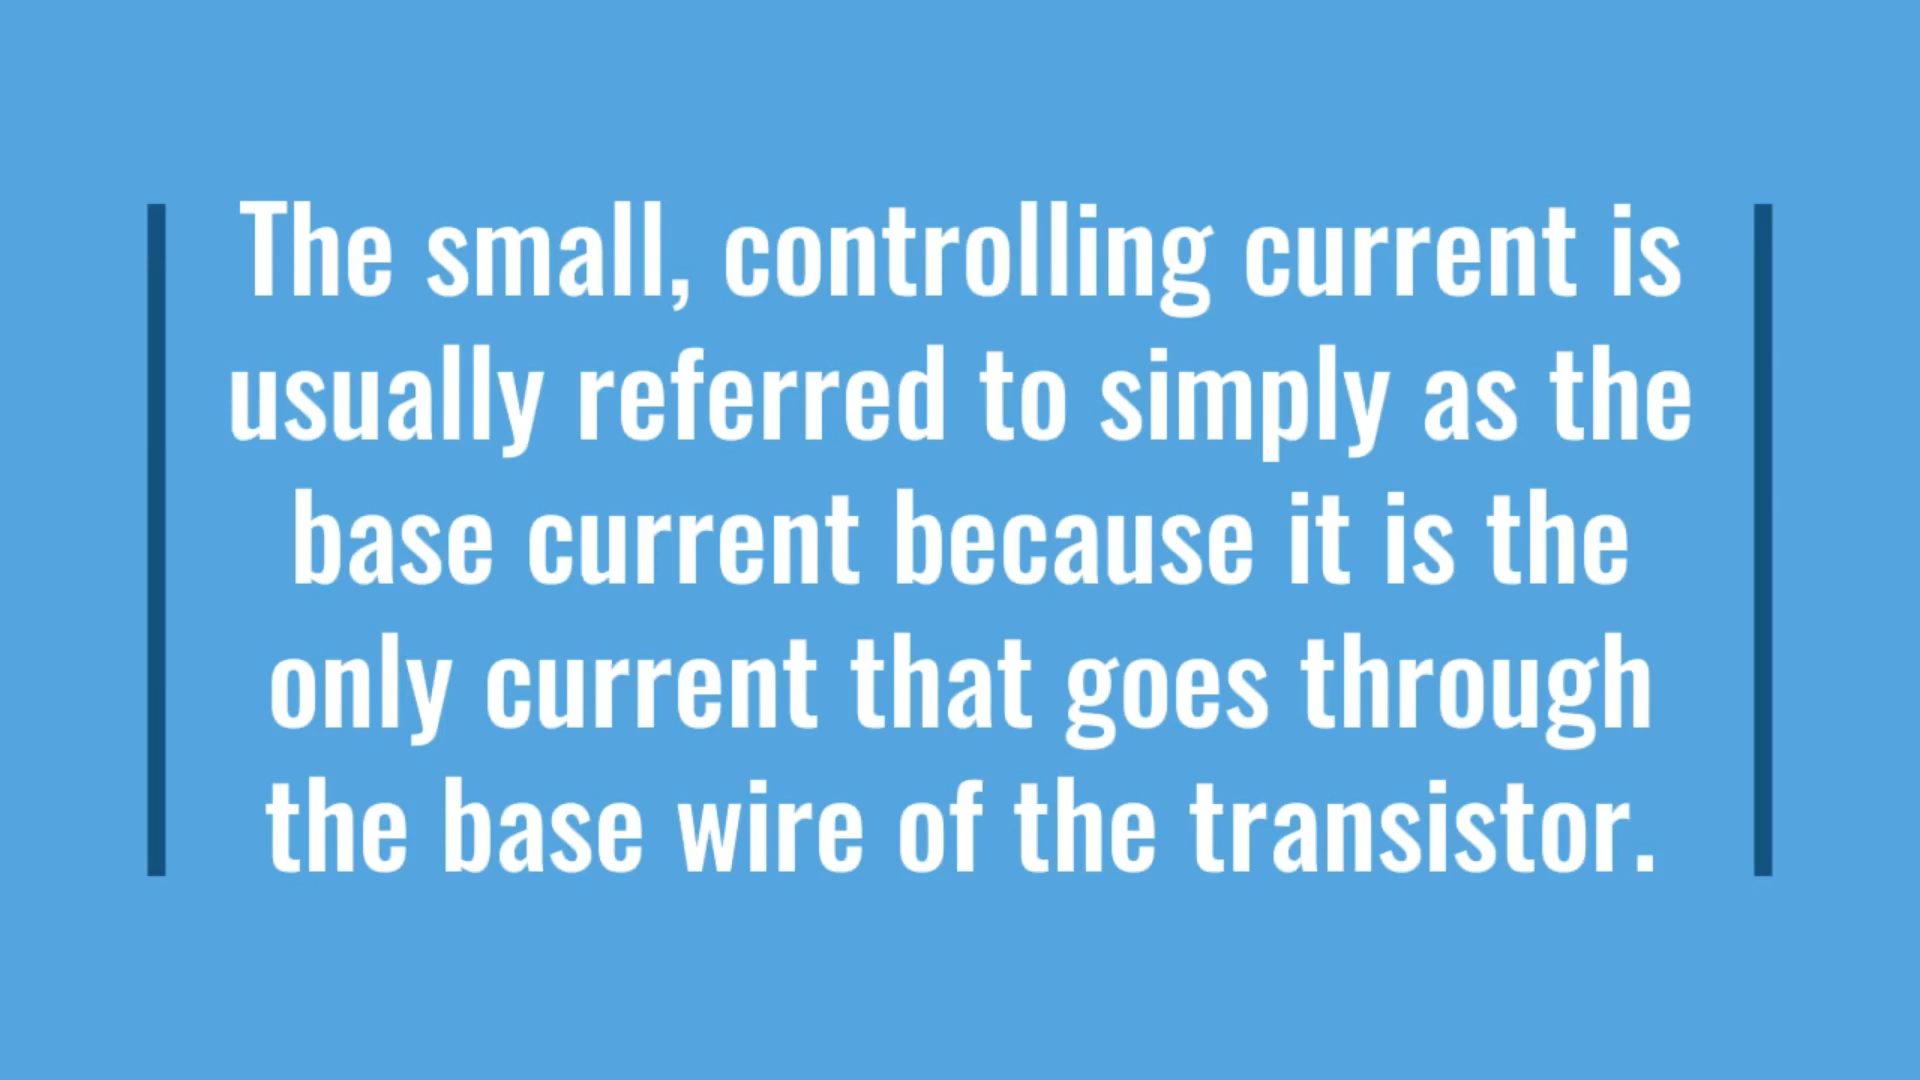 The small, controlling current is
usually referred to simply as the
base current because it is the
only current that goes through
the base wire of the transistor.